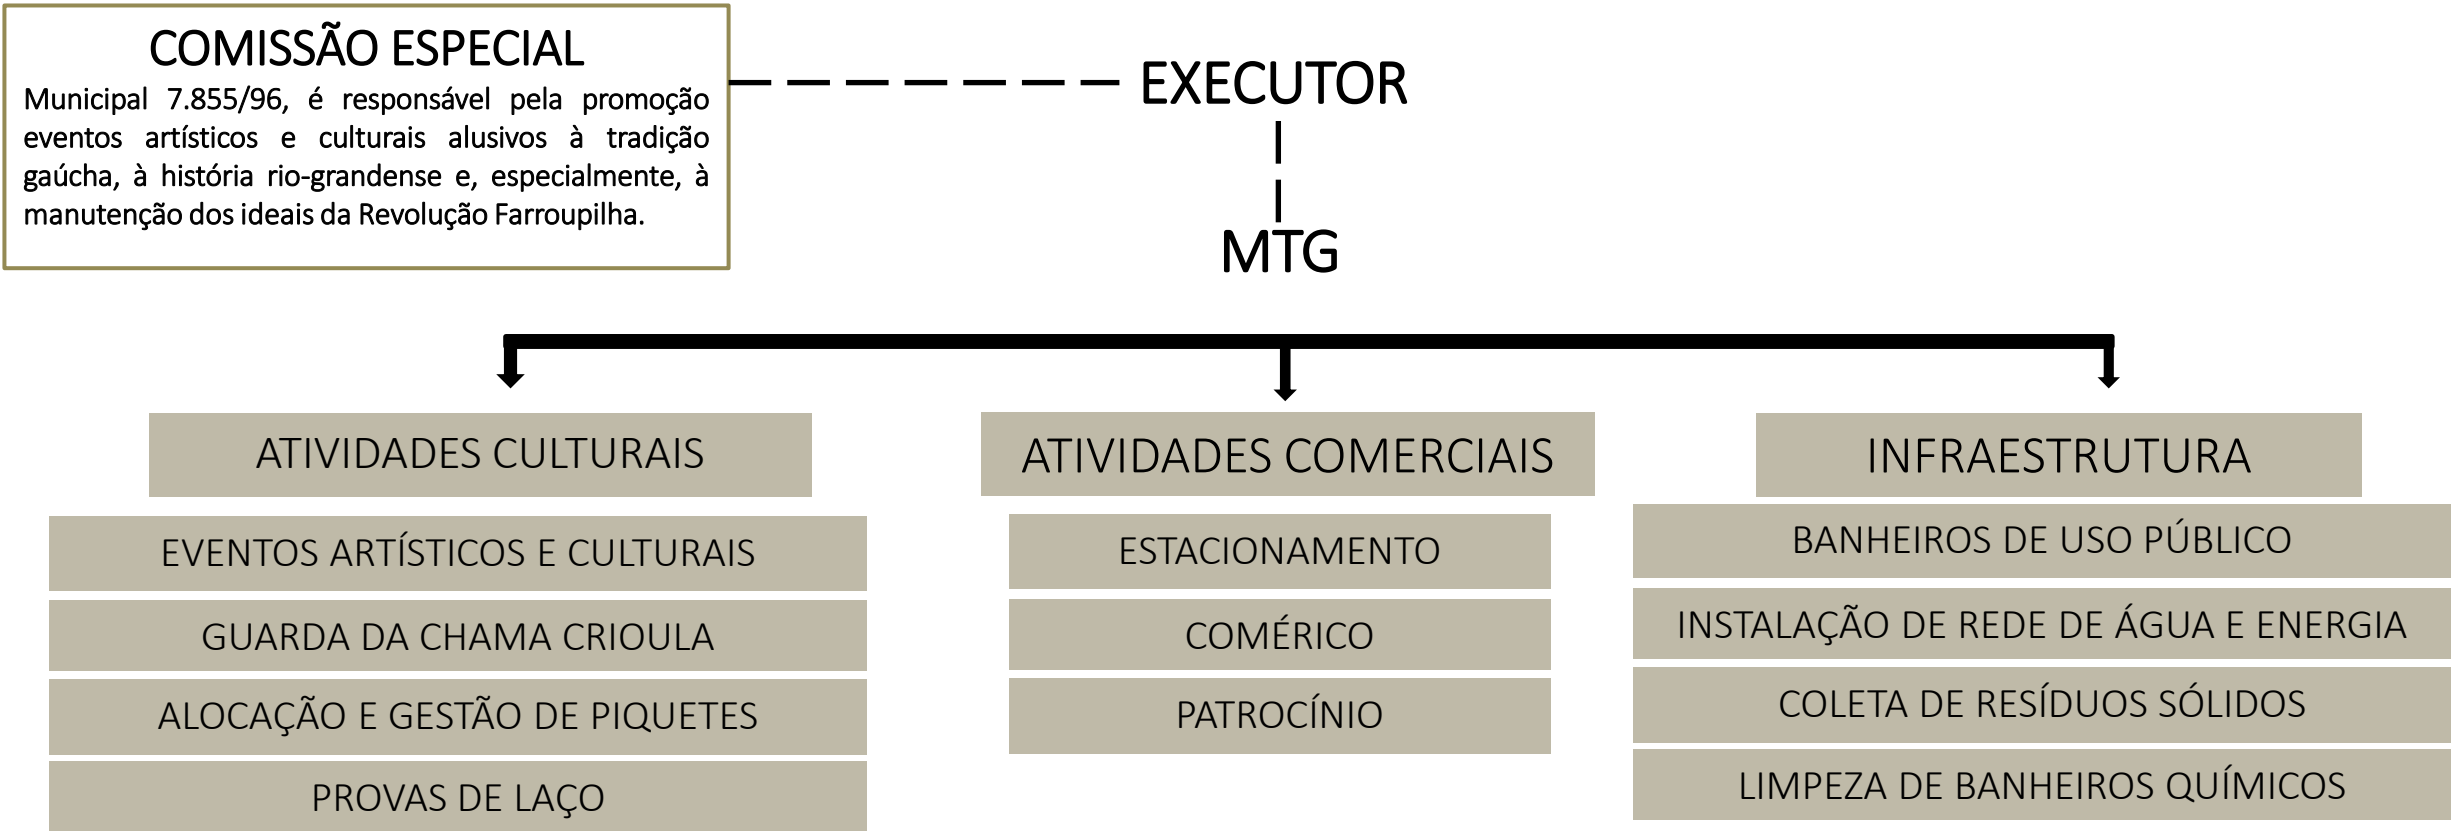 COMISSÃO ESPECIAL
Municipal 7.855/96, é responsável pela promoção
eventos artísticos e culturais alusivos à tradição
gaúcha, à história rio-grandense e, especialmente, à
manutenção dos ideais da Revolução Farroupilha.
EXECUTOR
MTG
ATIVIDADES CULTURAIS
EVENTOS ARTÍSTICOS E CULTURAIS
GUARDA DA CHAMA CRIOULA
ALOCAÇÃO E GESTÃO DE PIQUETES
PROVAS DE LAÇO
ATIVIDADES COMERCIAIS
ESTACIONAMENTO
COMÉRICO
PATROCÍNIO
INFRAESTRUTURA
BANHEIROS DE USO PÚBLICO
INSTALAÇÃO DE REDE DE ÁGUA E ENERGIA
COLETA DE RESÍDUOS SÓLIDOS
LIMPEZA DE BANHEIROS QUÍMICOS